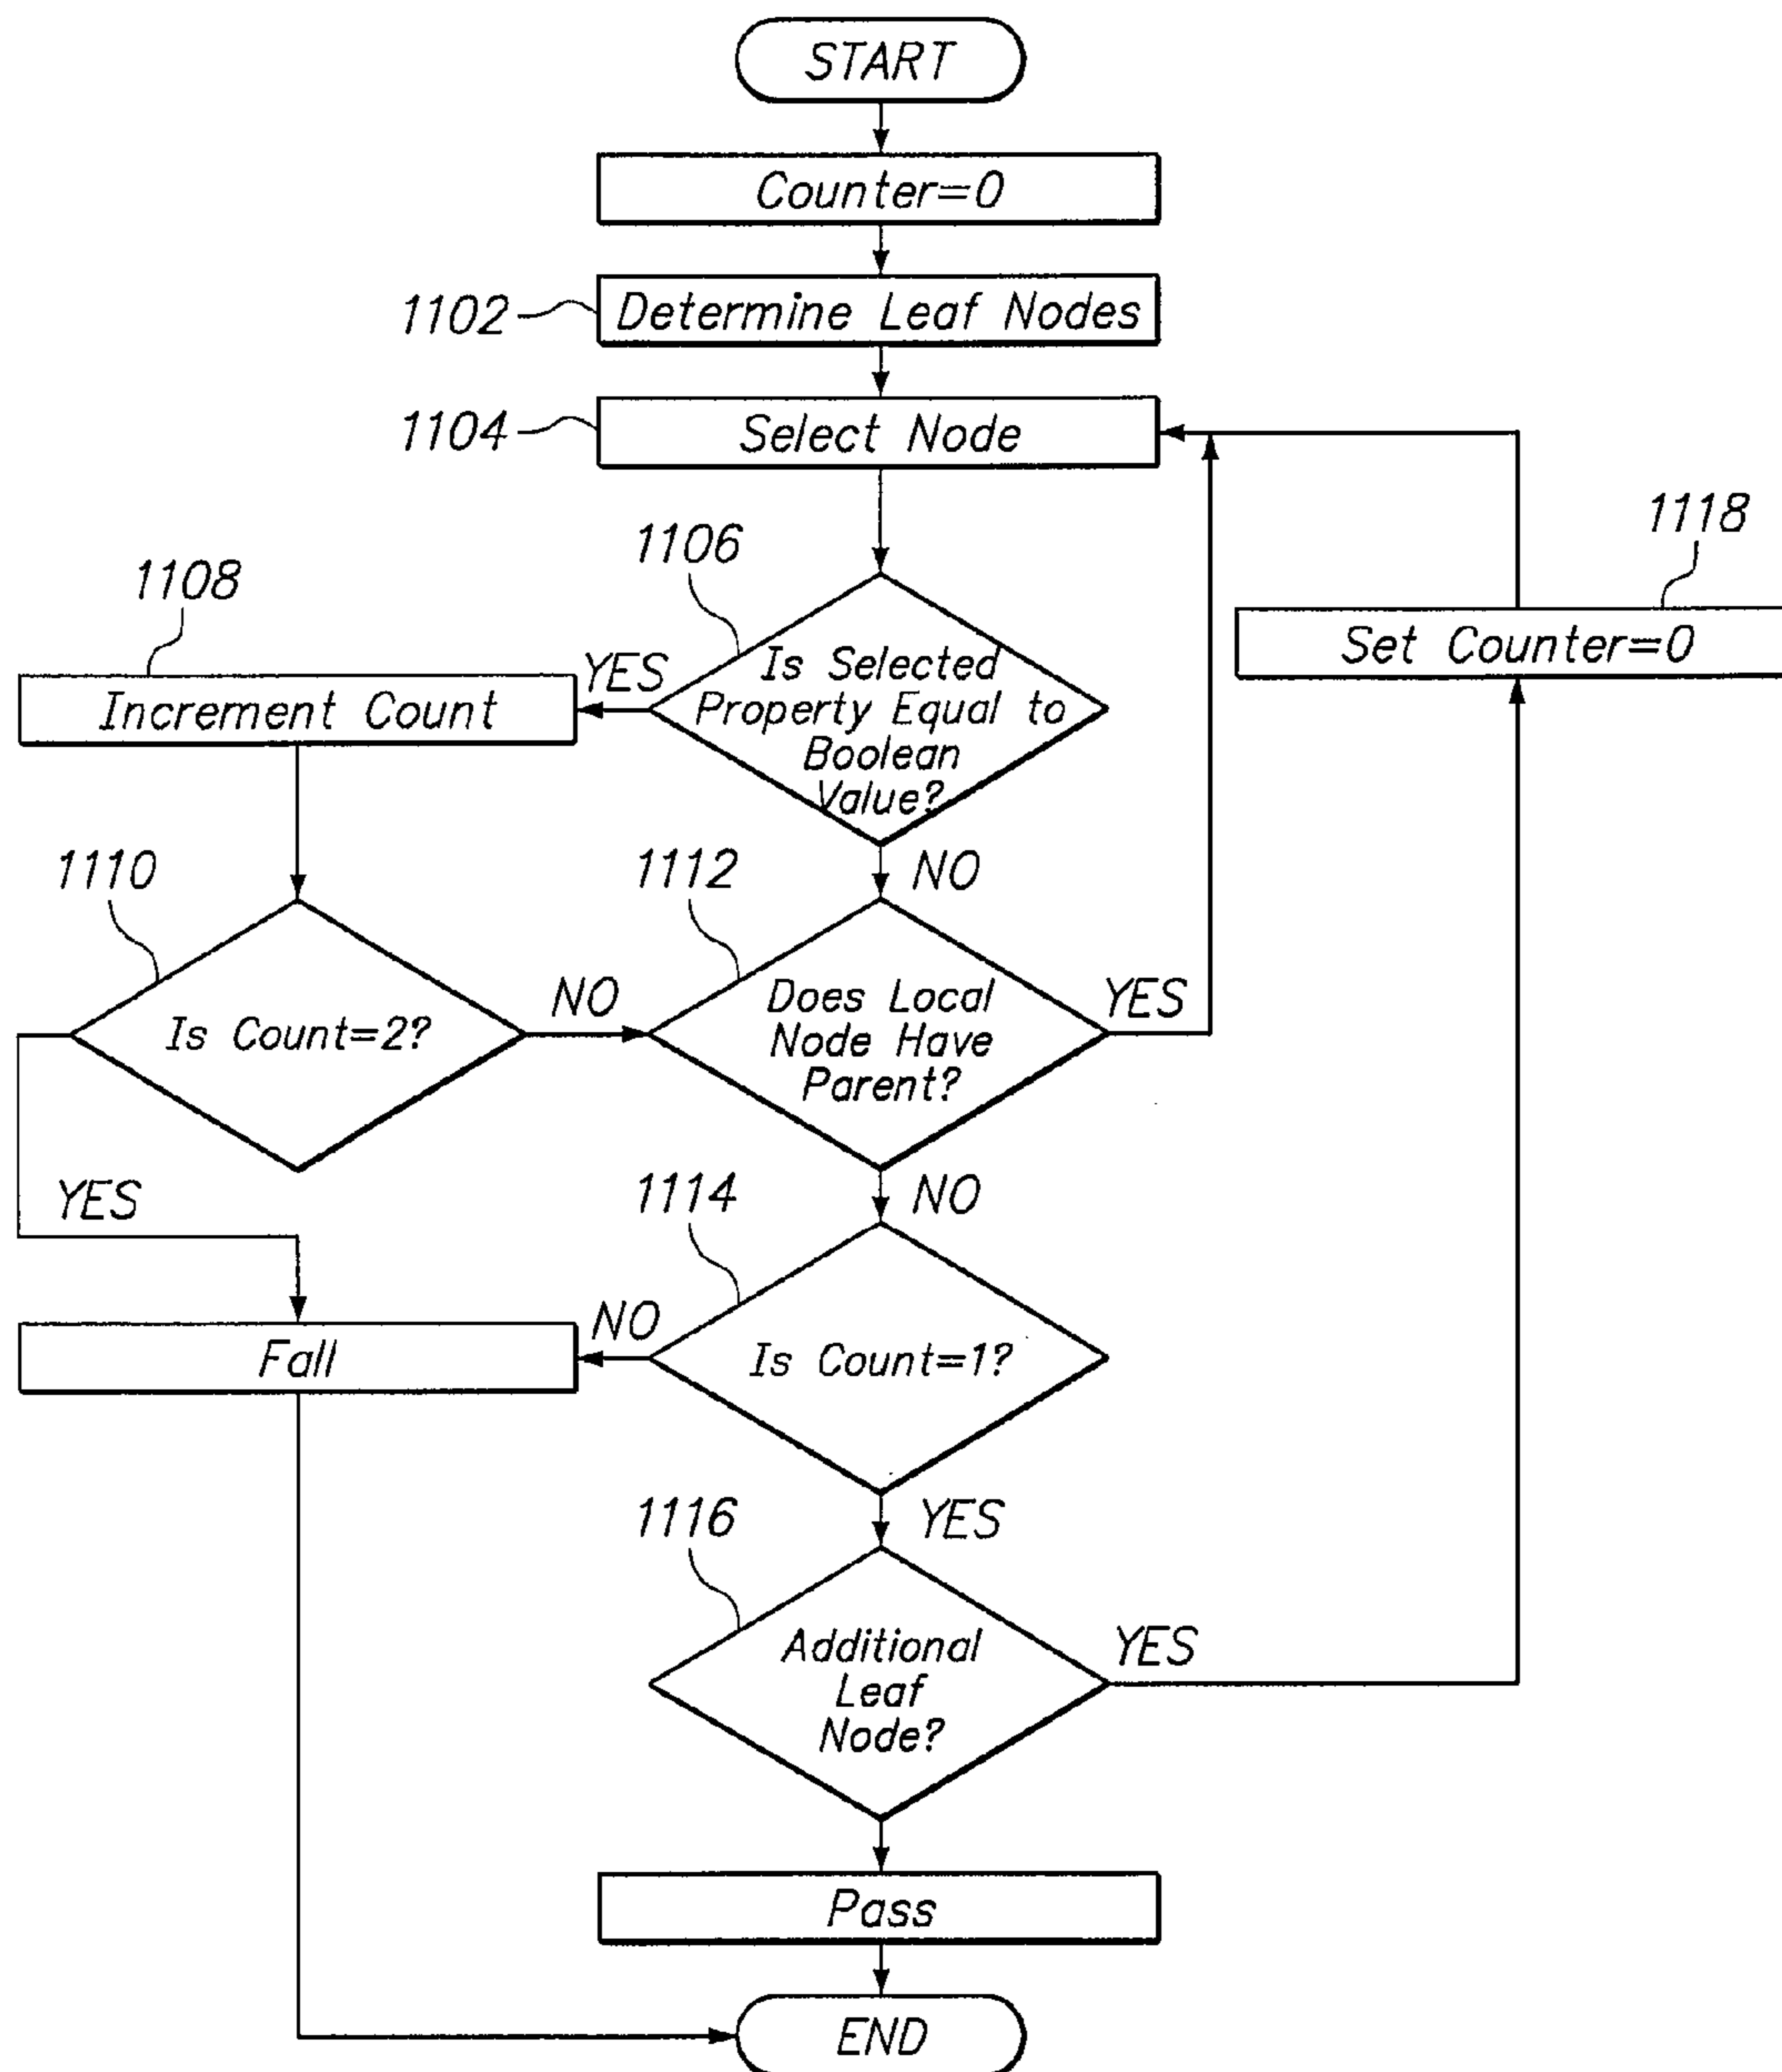 START
Counter=0
1102
Determine Leaf Nodes
1104
Select Node
1106
1118
1108
Set Counter=0
Is Selected
Property Equal to
Boolean
Value?
YES
Increment Count
NO
1110
1112
Is Count=2?
NO
Does Local
Node Have
Parent?
YES
YES
NO
1114
Fall
NO
Is Count=1?
YES
1116
Additional
Leaf
Node?
YES
Pass
END